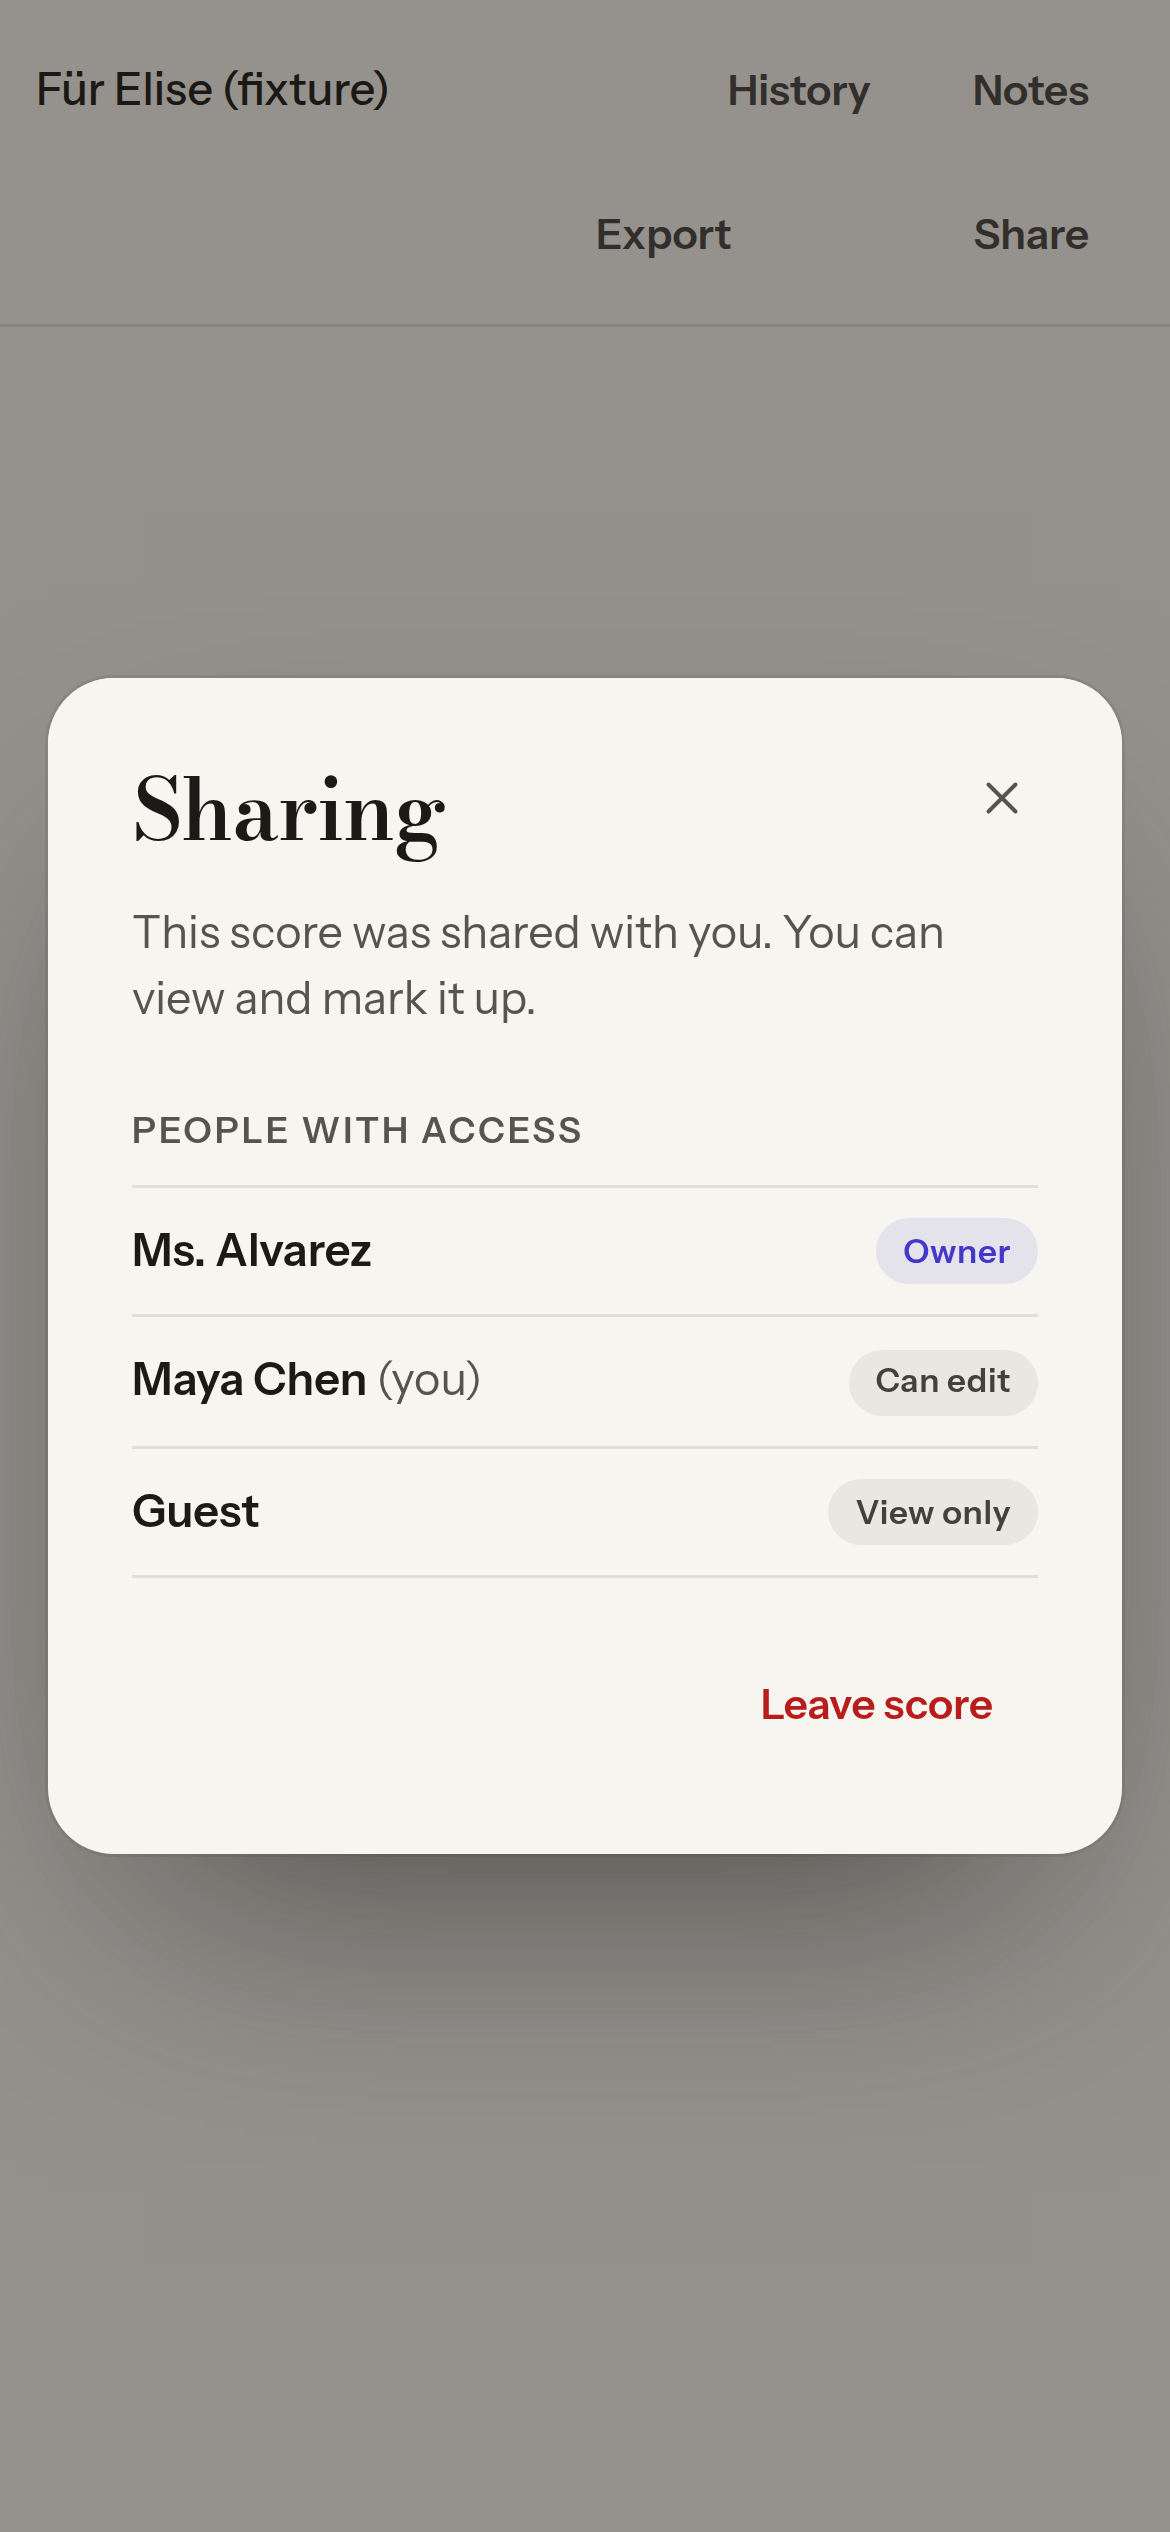 Für Elise (fixture)
History
Notes
Export
Share
Sharing
This score was shared with you. You can
view and mark it up.
PEOPLE WITH ACCESS
Ms. Alvarez
Owner
Maya Chen (you)
Can edit
Guest
View only
Leave score